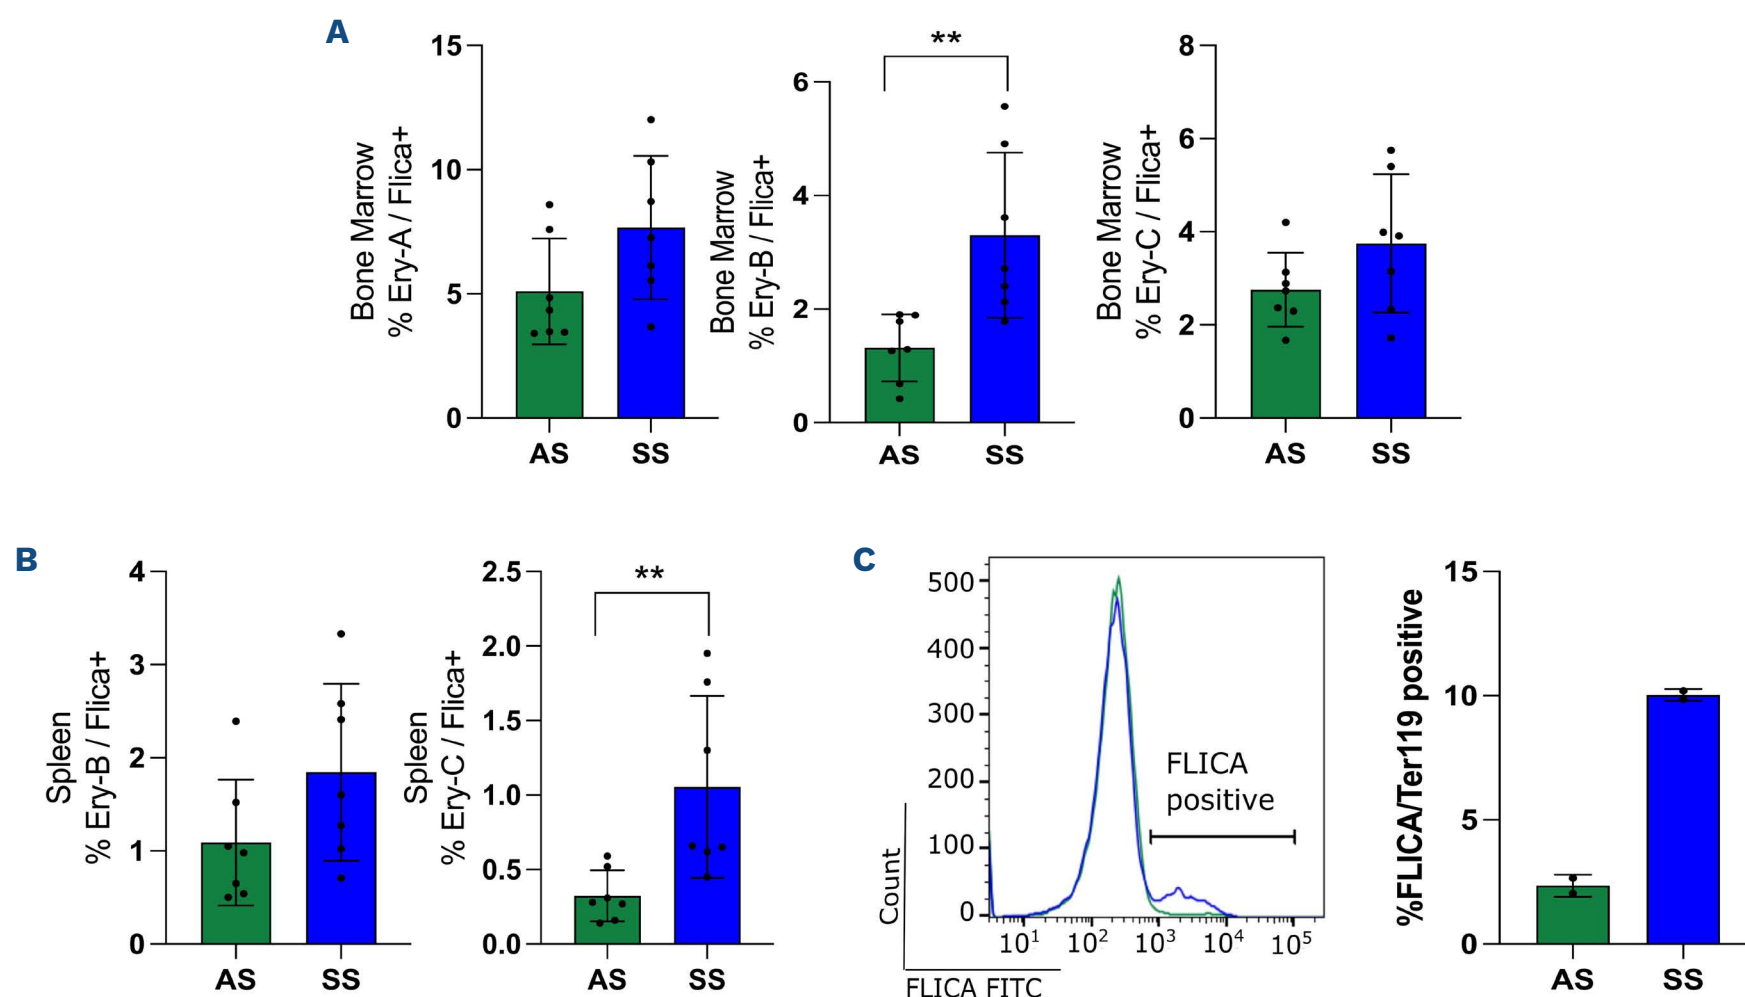 A
Bone Marrow
% Ery-A / Flica+
15
10
5
0
AS SS
Bone Marrow
% Ery-B / Flica+
**
6
4
2
0
AS SS
Bone Marrow
% Ery-C / Flica+
8
6
4
2
0
AS SS
B
Spleen
% Ery-B / Flica+
4
3
2
1
0
AS SS
Spleen
% Ery-C / Flica+
**
2.5
2.0
1.5
1.0
0.5
0.0
AS SS
C
Count
500
400
300
200
100
0
FLICA
positive
10¹ 10² 10³ 10⁴ 10⁵
FLICA FITC
%FLICA/Ter119 positive
15
10
5
0
AS SS